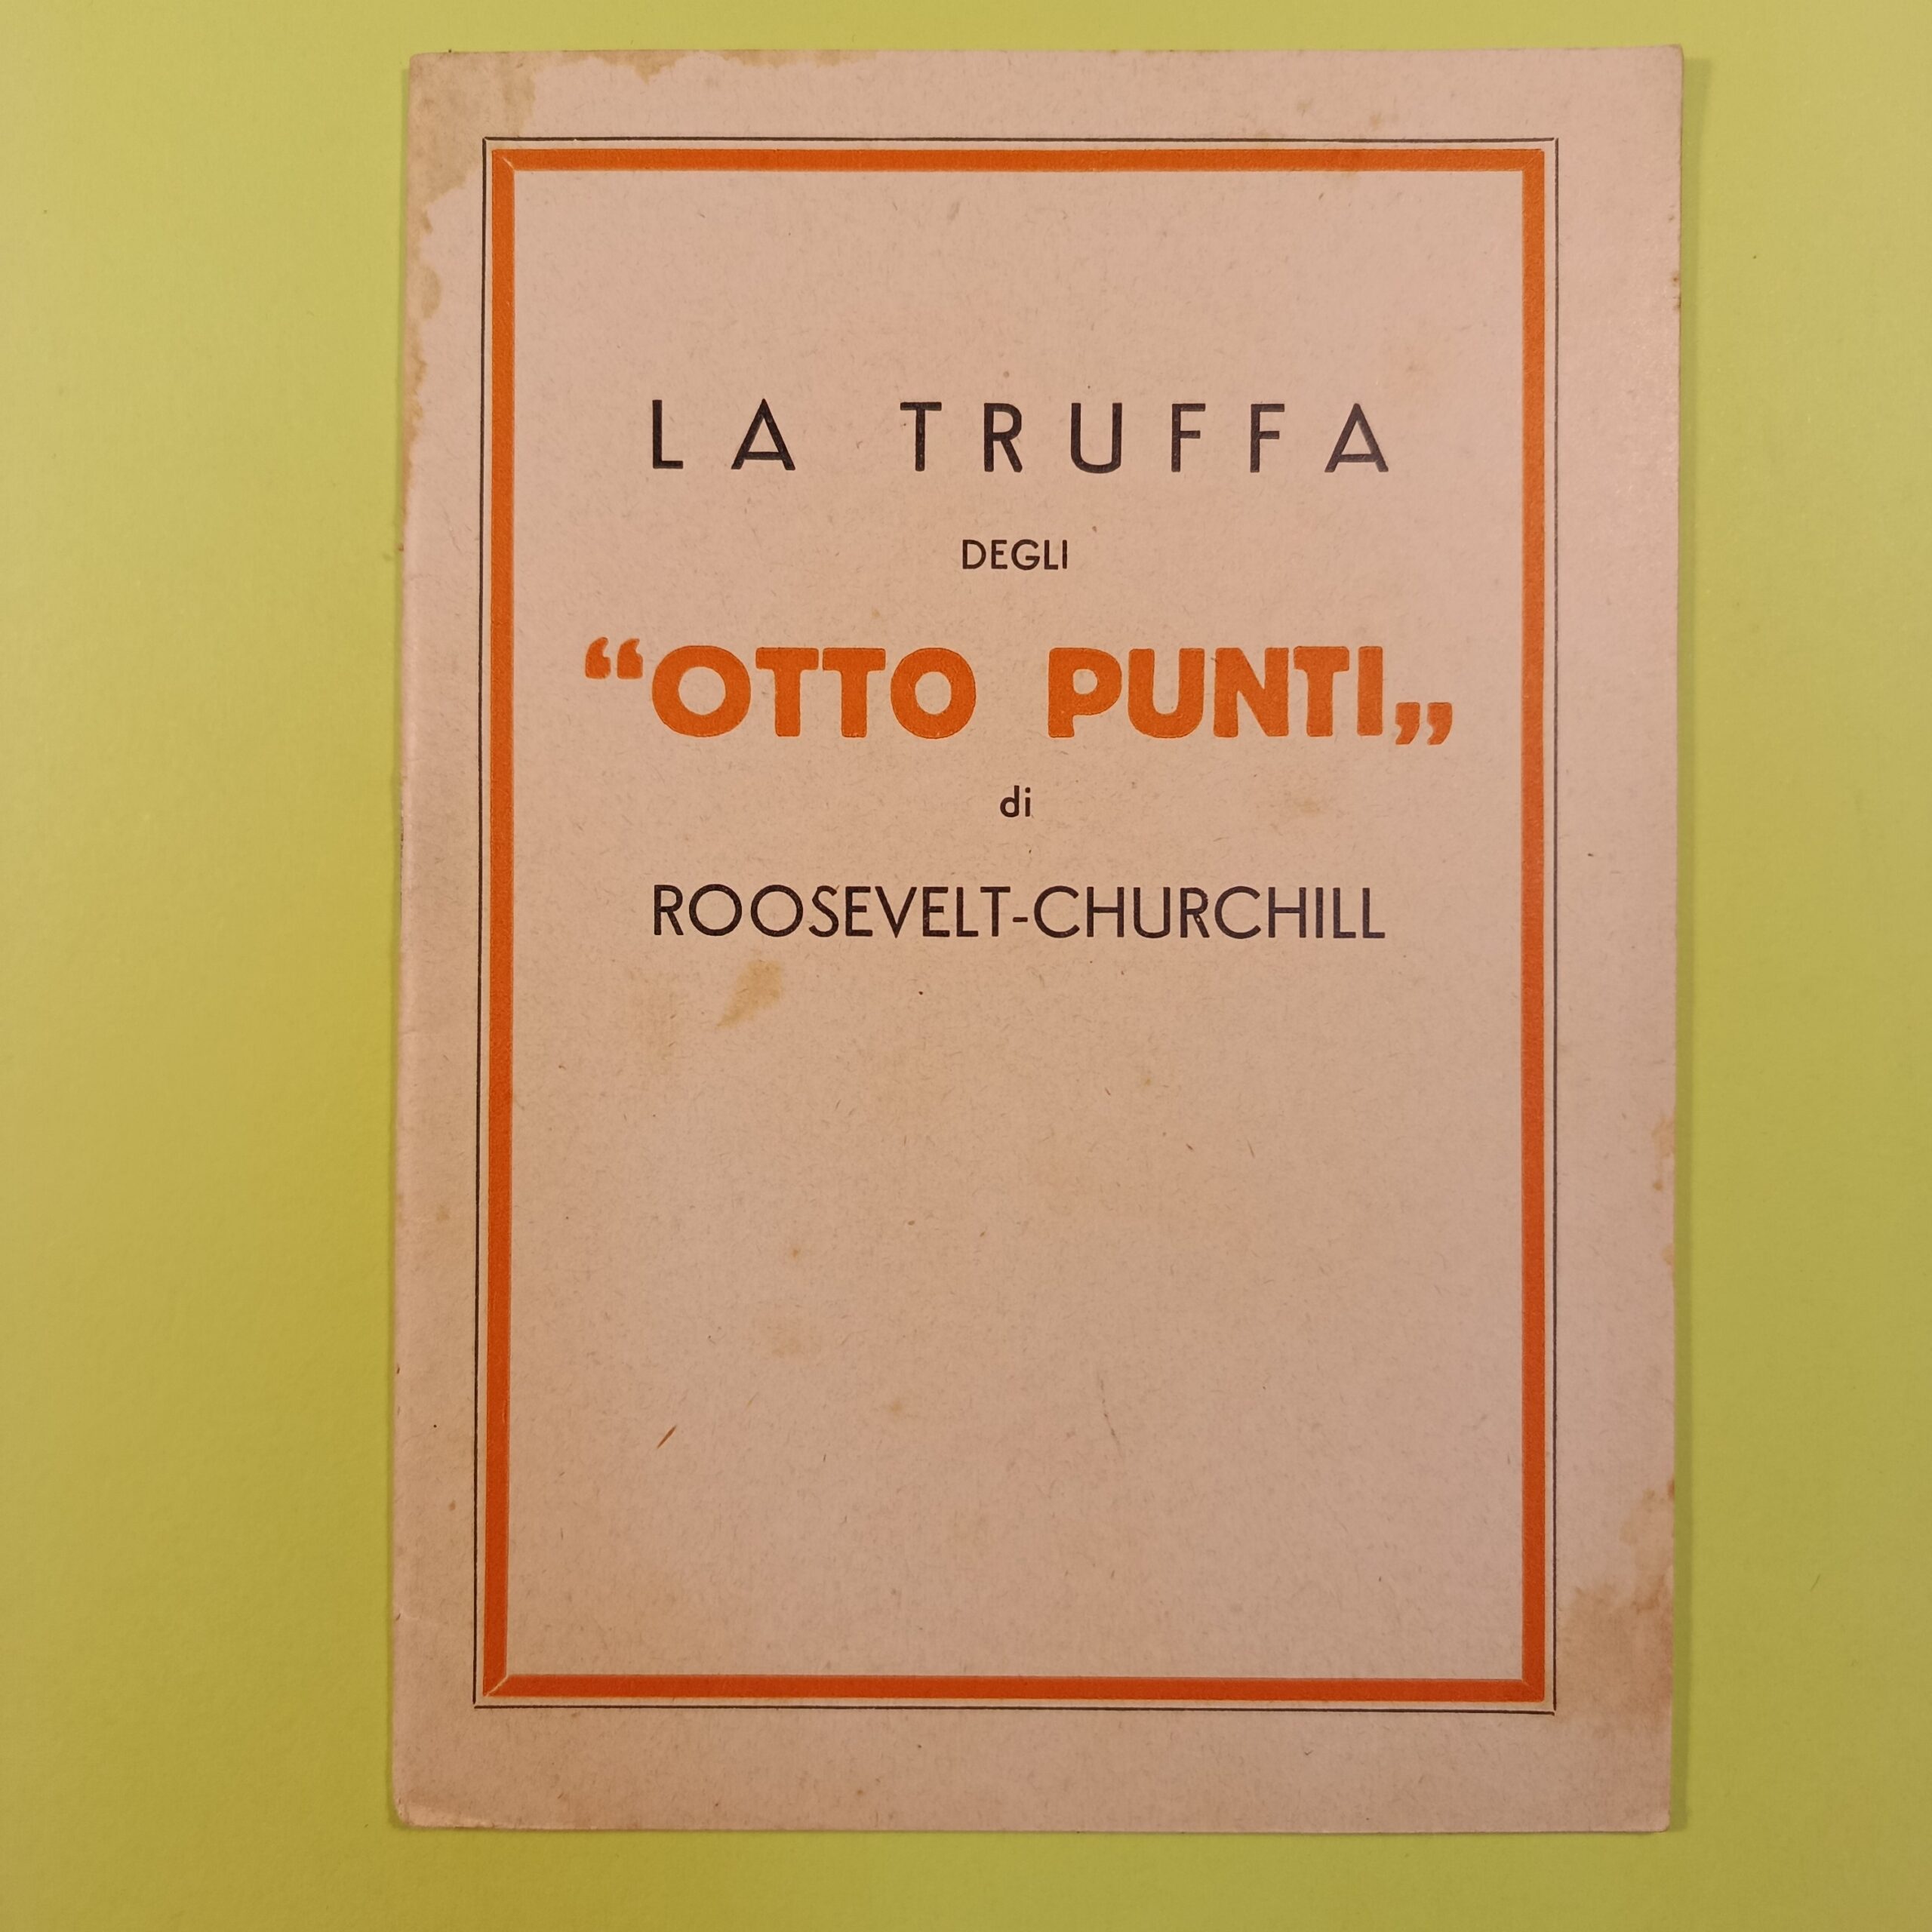 LA TRUFFA
DEGLI
“OTTO PUNTI„
di
ROOSEVELT-CHURCHILL